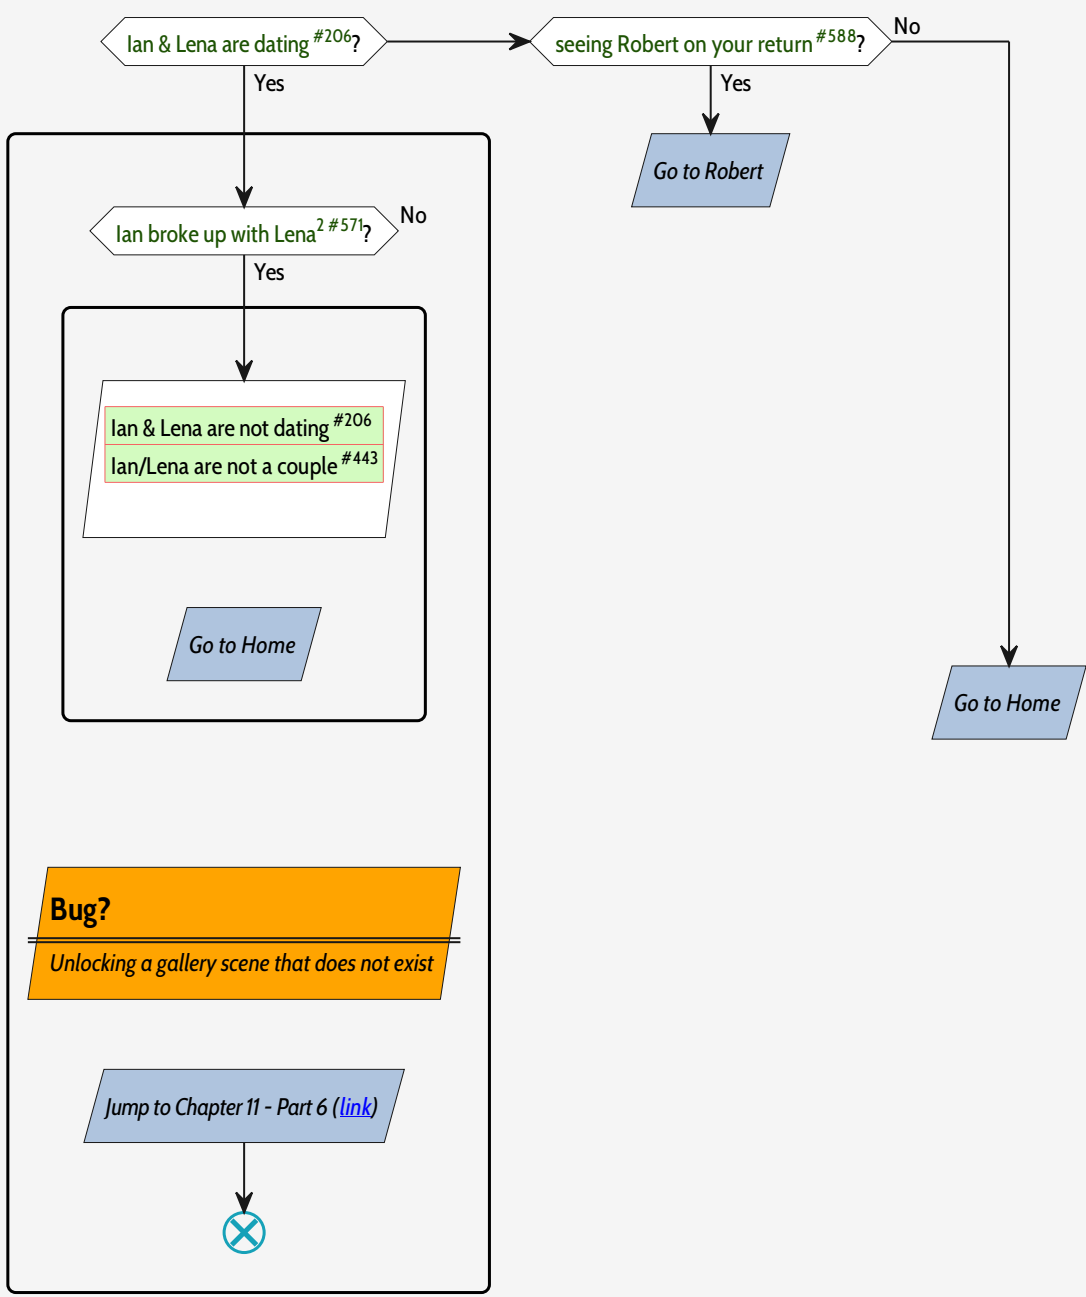 Ian & Lena are dating #206?
seeing Robert on your return #588?
No
Yes
Yes
Go to Robert
Ian broke up with Lena2 #571?
No
Yes
Ian & Lena are not dating #206
Ian/Lena are not a couple #443
Go to Home
Go to Home
Bug?
Unlocking a gallery scene that does not exist
Jump to Chapter 11 - Part 6 (link)